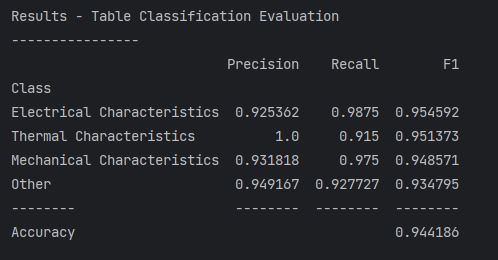 Results - Table Classification Evaluation
----------------
Precision Recall F1
Class
Electrical Characteristics 0.925362 0.9875 0.954592
Thermal Characteristics 1.0 0.915 0.951373
Mechanical Characteristics 0.931818 0.975 0.948571
Other 0.949167 0.927727 0.934795
-------- -------- -------- --------
Accuracy 0.944186